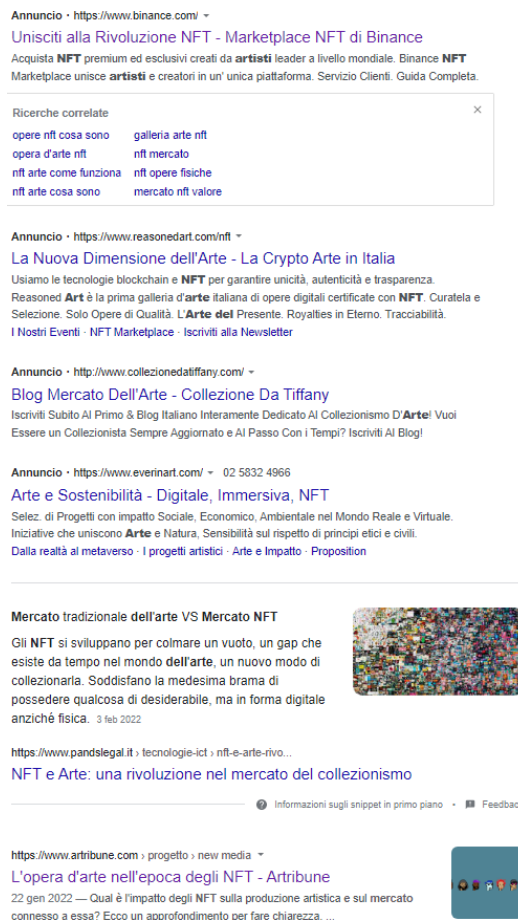 Annuncio · https://www.binance.com/
Unisciti alla Rivoluzione NFT - Marketplace NFT di Binance
Acquista NFT premium ed esclusivi creati da artisti leader a livello mondiale. Binance NFT
Marketplace unisce artisti e creatori in un' unica piattaforma. Servizio Clienti. Guida Completa.
Ricerche correlate
opere nft cosa sono galleria arte nft
opera d'arte nft nft mercato
nft arte come funziona nft opere fisiche
nft arte cosa sono mercato nft valore
Annuncio · https://www.reasonedart.com/nft
La Nuova Dimensione dell'Arte - La Crypto Arte in Italia
Usiamo le tecnologie blockchain e NFT per garantire unicità, autenticità e trasparenza.
Reasoned Art è la prima galleria d'arte italiana di opere digitali certificate con NFT. Curatela e
Selezione. Solo Opere di Qualità. L'Arte del Presente. Royalties in Eterno. Tracciabilità.
I Nostri Eventi · NFT Marketplace · Iscriviti alla Newsletter
Annuncio · http://www.collezionedatiffany.com/
Blog Mercato Dell'Arte - Collezione Da Tiffany
Iscriviti Subito Al Primo & Blog Italiano Interamente Dedicato Al Collezionismo D'Arte! Vuoi
Essere un Collezionista Sempre Aggiornato e Al Passo Con i Tempi? Iscriviti Al Blog!
Annuncio · https://www.everinart.com/ 02 5832 4966
Arte e Sostenibilità - Digitale, Immersiva, NFT
Selez. di Progetti con impatto Sociale, Economico, Ambientale nel Mondo Reale e Virtuale.
Iniziative che uniscono Arte e Natura, Sensibilità sul rispetto di principi etici e civili.
Dalla realtà al metaverso · I progetti artistici · Arte e Impatto · Proposition
Mercato tradizionale dell'arte VS Mercato NFT
Gli NFT si sviluppano per colmare un vuoto, un gap che
esiste da tempo nel mondo dell'arte, un nuovo modo di
collezionarla. Soddisfano la medesima brama di
possedere qualcosa di desiderabile, ma in forma digitale
anziché fisica. 3 feb 2022
https://www.pandslegal.it › tecnologie-ict › nft-e-arte-rivo...
NFT e Arte: una rivoluzione nel mercato del collezionismo
Informazioni sugli snippet in primo piano · Feedbac
https://www.artribune.com › progetto › new media
L'opera d'arte nell'epoca degli NFT - Artribune
22 gen 2022 — Qual è l'impatto degli NFT sulla produzione artistica e sul mercato
connesso a essa? Ecco un approfondimento per fare chiarezza. ...